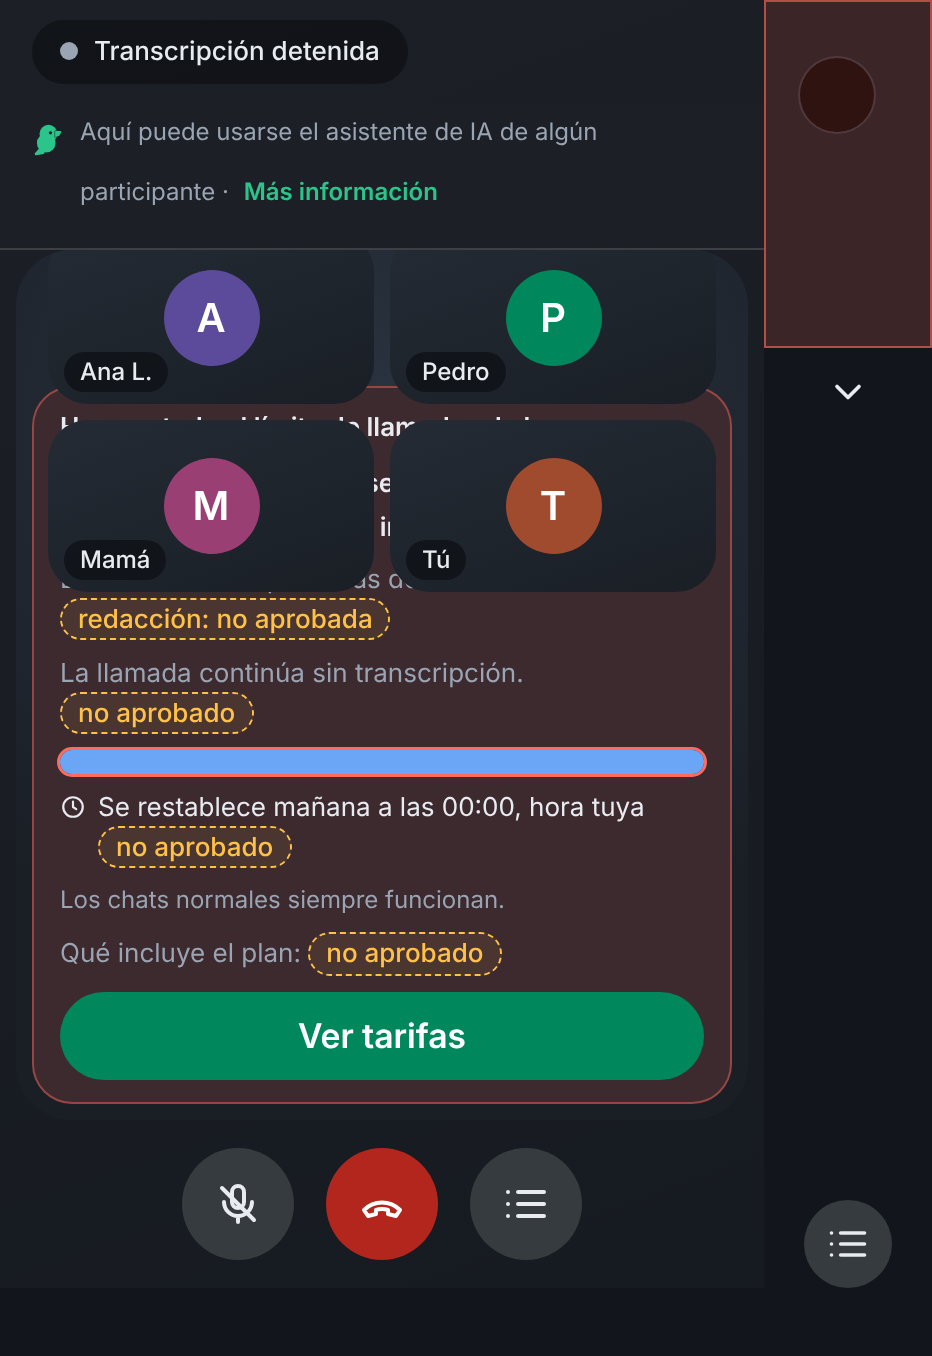 Transcripción detenida
Aquí puede usarse el asistente de IA de algún
participante · Más información
A
P
Ana L.
Pedro
M
T
Mamá
Tú
redacción: no aprobada
La llamada continúa sin transcripción.
no aprobado
Se restablece mañana a las 00:00, hora tuya
no aprobado
Los chats normales siempre funcionan.
Qué incluye el plan: no aprobado
Ver tarifas